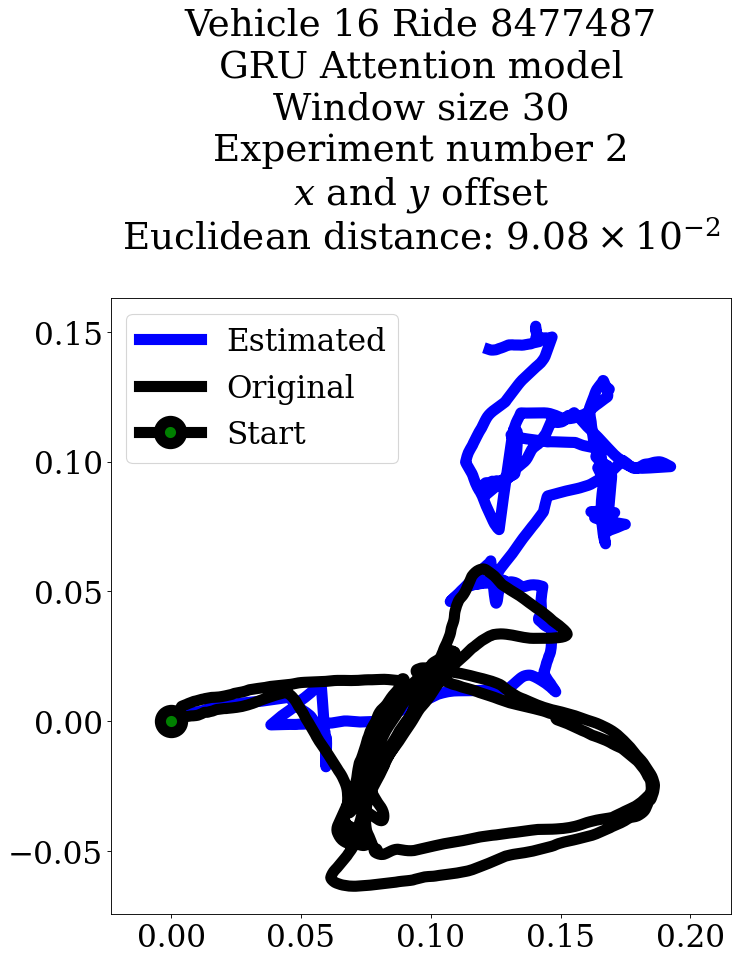 Vehicle 16 Ride 8477487
GRU Attention model
Window size 30
Experiment number 2
x and y offset
Euclidean distance: 9.08 × 10⁻²
Estimated
Original
Start
0.15
0.10
0.05
0.00
−0.05
0.00 0.05 0.10 0.15 0.20